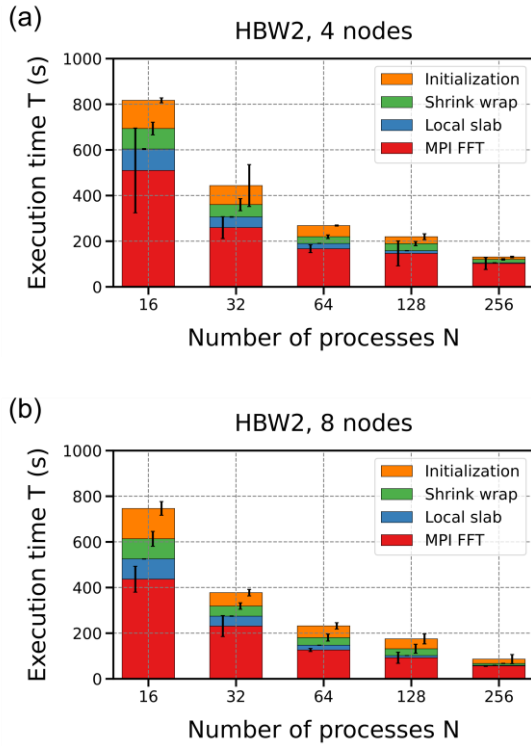 (a)
HBW2, 4 nodes
Execution time T (s)
1000
800
600
400
200
0
Initialization
Shrink wrap
Local slab
MPI FFT
16 32 64 128 256
Number of processes N
(b)
HBW2, 8 nodes
Execution time T (s)
1000
800
600
400
200
0
Initialization
Shrink wrap
Local slab
MPI FFT
16 32 64 128 256
Number of processes N